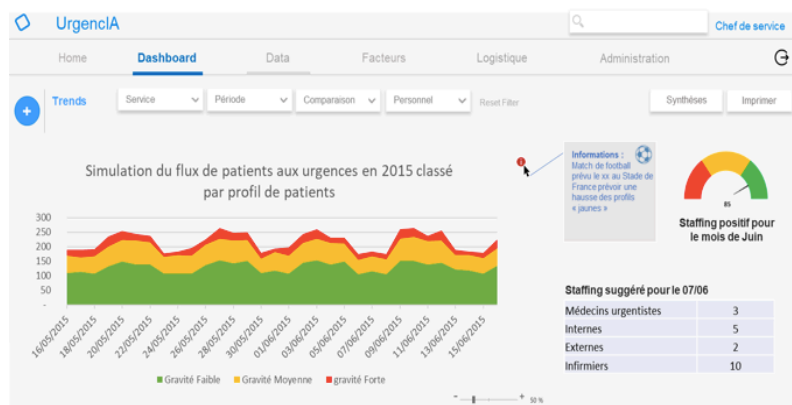 UrgencIA
Chef de service
Home Dashboard Data Facteurs Logistique Administration
Trends Service Période Comparaison Personnel Reset Filter Synthèses Imprimer
+
Simulation du flux de patients aux urgences en 2015 classé
par profil de patients
300
250
200
150
100
50
-
16/05/2015 18/05/2015 20/05/2015 22/05/2015 24/05/2015 26/05/2015 28/05/2015 30/05/2015 01/06/2015 03/06/2015 05/06/2015 07/06/2015 09/06/2015 11/06/2015 13/06/2015 15/06/2015
Gravité Faible Gravité Moyenne gravité Forte
Informations :
Match de football
prévu le xx au Stade de
France prévoir une
hausse des profils
« jaunes »
85
Staffing positif pour
le mois de Juin
Staffing suggéré pour le 07/06
Médecins urgentistes 3
Internes 5
Externes 2
Infirmiers 10
- + 50 %